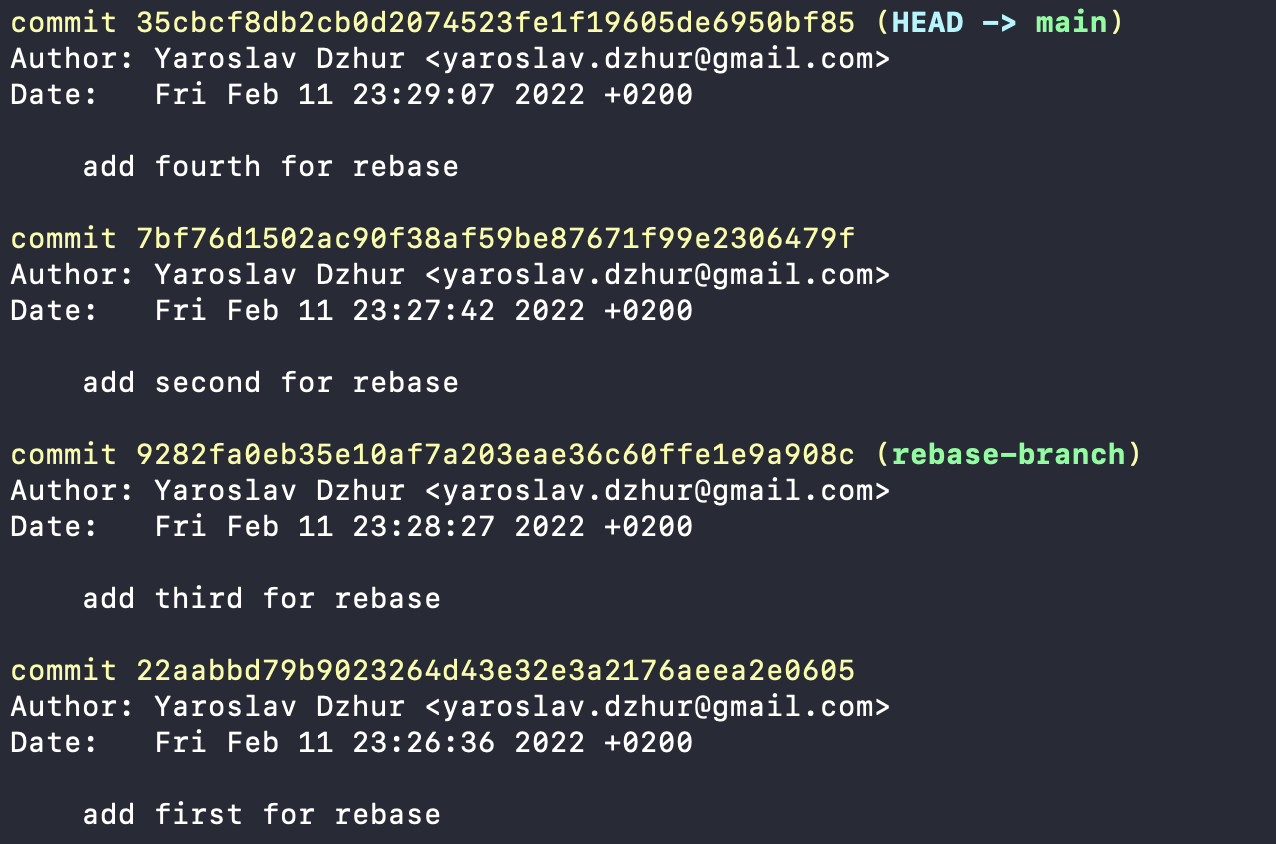 commit 35cbcf8db2cb0d2074523fe1f19605de6950bf85 (HEAD -> main)
Author: Yaroslav Dzhur <yaroslav.dzhur@gmail.com>
Date:   Fri Feb 11 23:29:07 2022 +0200
    add fourth for rebase
commit 7bf76d1502ac90f38af59be87671f99e2306479f
Author: Yaroslav Dzhur <yaroslav.dzhur@gmail.com>
Date:   Fri Feb 11 23:27:42 2022 +0200
    add second for rebase
commit 9282fa0eb35e10af7a203eae36c60ffe1e9a908c (rebase-branch)
Author: Yaroslav Dzhur <yaroslav.dzhur@gmail.com>
Date:   Fri Feb 11 23:28:27 2022 +0200
    add third for rebase
commit 22aabbd79b9023264d43e32e3a2176aeea2e0605
Author: Yaroslav Dzhur <yaroslav.dzhur@gmail.com>
Date:   Fri Feb 11 23:26:36 2022 +0200
    add first for rebase